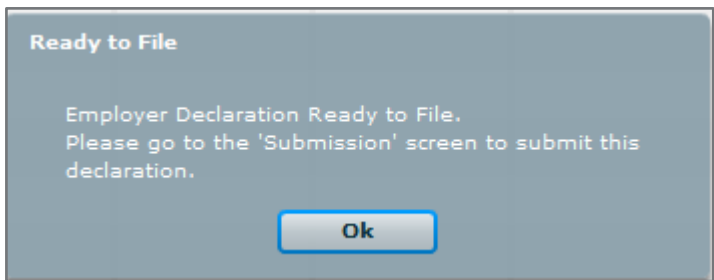 Ready to File
Employer Declaration Ready to File.
Please go to the 'Submission' screen to submit this
declaration.
Ok